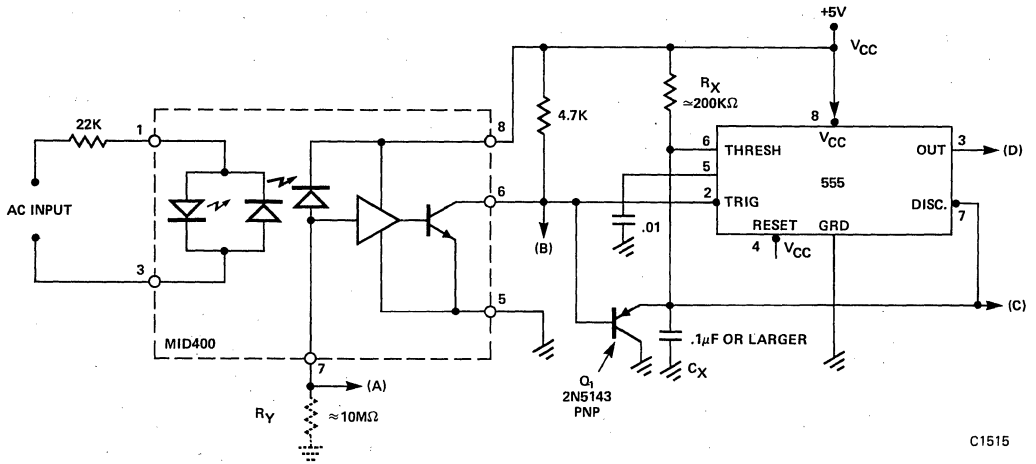 +5V
VCC
22K
1
8
4.7K
RX
≃200KΩ
8
VCC
6
THRESH
OUT
3
(D)
5
555
AC INPUT
6
2
TRIG
DISC.
7
.01
RESET
GRD
4
VCC
(B)
3
5
(C)
MID400
.1μF OR LARGER
CX
7
(A)
Q1
2N5143
PNP
RY
≈10MΩ
C1515